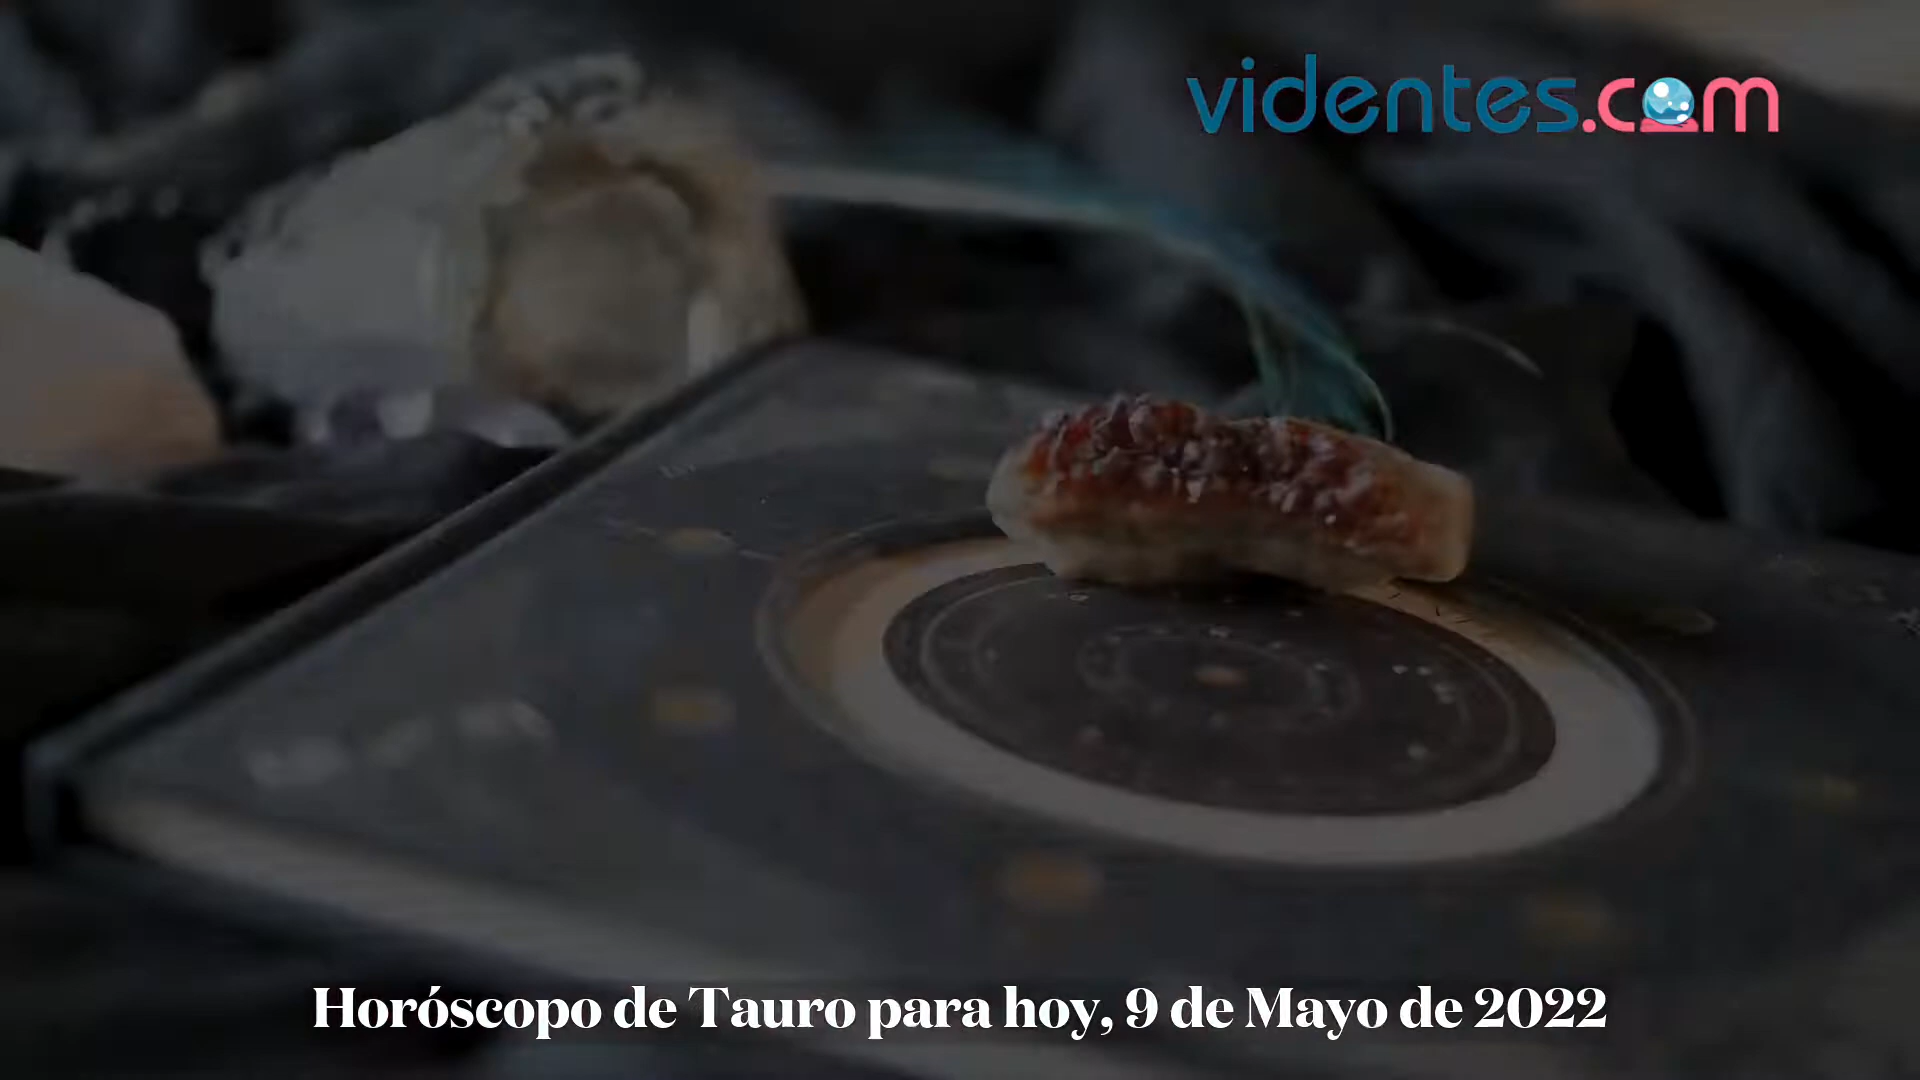 videntes.com
Horóscopo de Tauro para hoy, 9 de Mayo de 2022